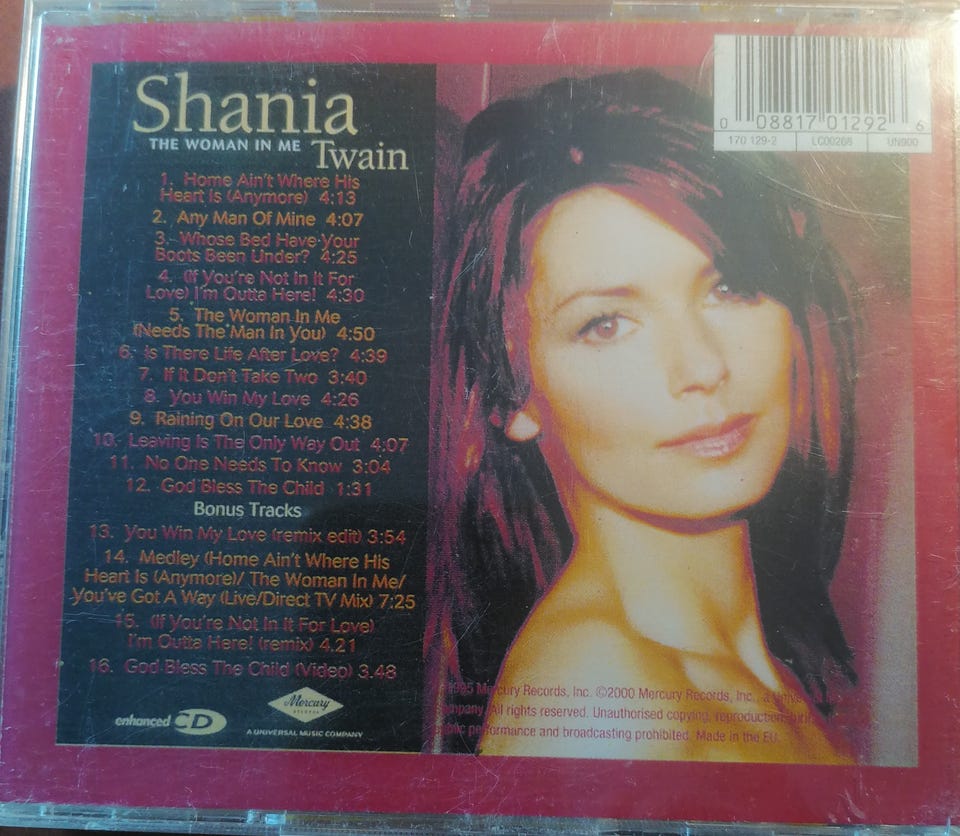 Shania
THE WOMAN IN ME
Twain
1. Home Ain't Where His
Heart is (Anymore) 4:13
2. Any Man Of Mine 4:07
3. Whose Bed Have Your
Boots Been Under? 4:25
4. (If You're Not In It For
Love) I'm Outta Here! 4:30
5. The Woman In Me
(Needs The Man In You) 4:50
6. Is There Life After Love? 4:39
7. If It Don't Take Two 3:40
8. You Win My Love 4:26
9. Raining On Our Love 4:38
10. Leaving Is The Only Way Out 4:07
11. No One Needs To Know 3:04
12. God Bless The Child 1:31
Bonus Tracks
13. You Win My Love (remix edit) 3:54
14. Medley (Home Ain't Where His
Heart Is (Anymore)/ The Woman In Me/
You've Got A Way (Live/Direct TV Mix) 7:25
15. (If You're Not In It For Love)
I'm Outta Here! (remix) 4.21
16. God Bless The Child (Video) 3.48
enhanced CD
Mercury
RECORDS
A UNIVERSAL MUSIC COMPANY
0 08817 01292 6
170 129-2 LC00268 UN900
1995 Mercury Records, Inc. ©2000 Mercury Records, Inc., a
All rights reserved. Unauthorised copying, reproduction,
performance and broadcasting prohibited. Made in the EU.